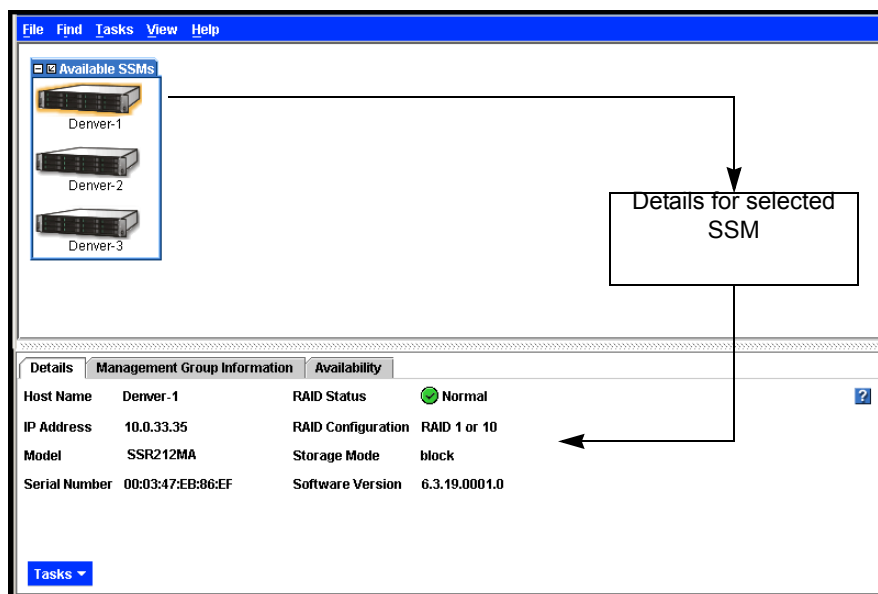 File Find Tasks View Help
Available SSMs
Denver-1
Denver-2
Denver-3
Details for selected
SSM
Details Management Group Information Availability
Host Name Denver-1 RAID Status Normal ?
IP Address 10.0.33.35 RAID Configuration RAID 1 or 10
Model SSR212MA Storage Mode block
Serial Number 00:03:47:EB:86:EF Software Version 6.3.19.0001.0
Tasks